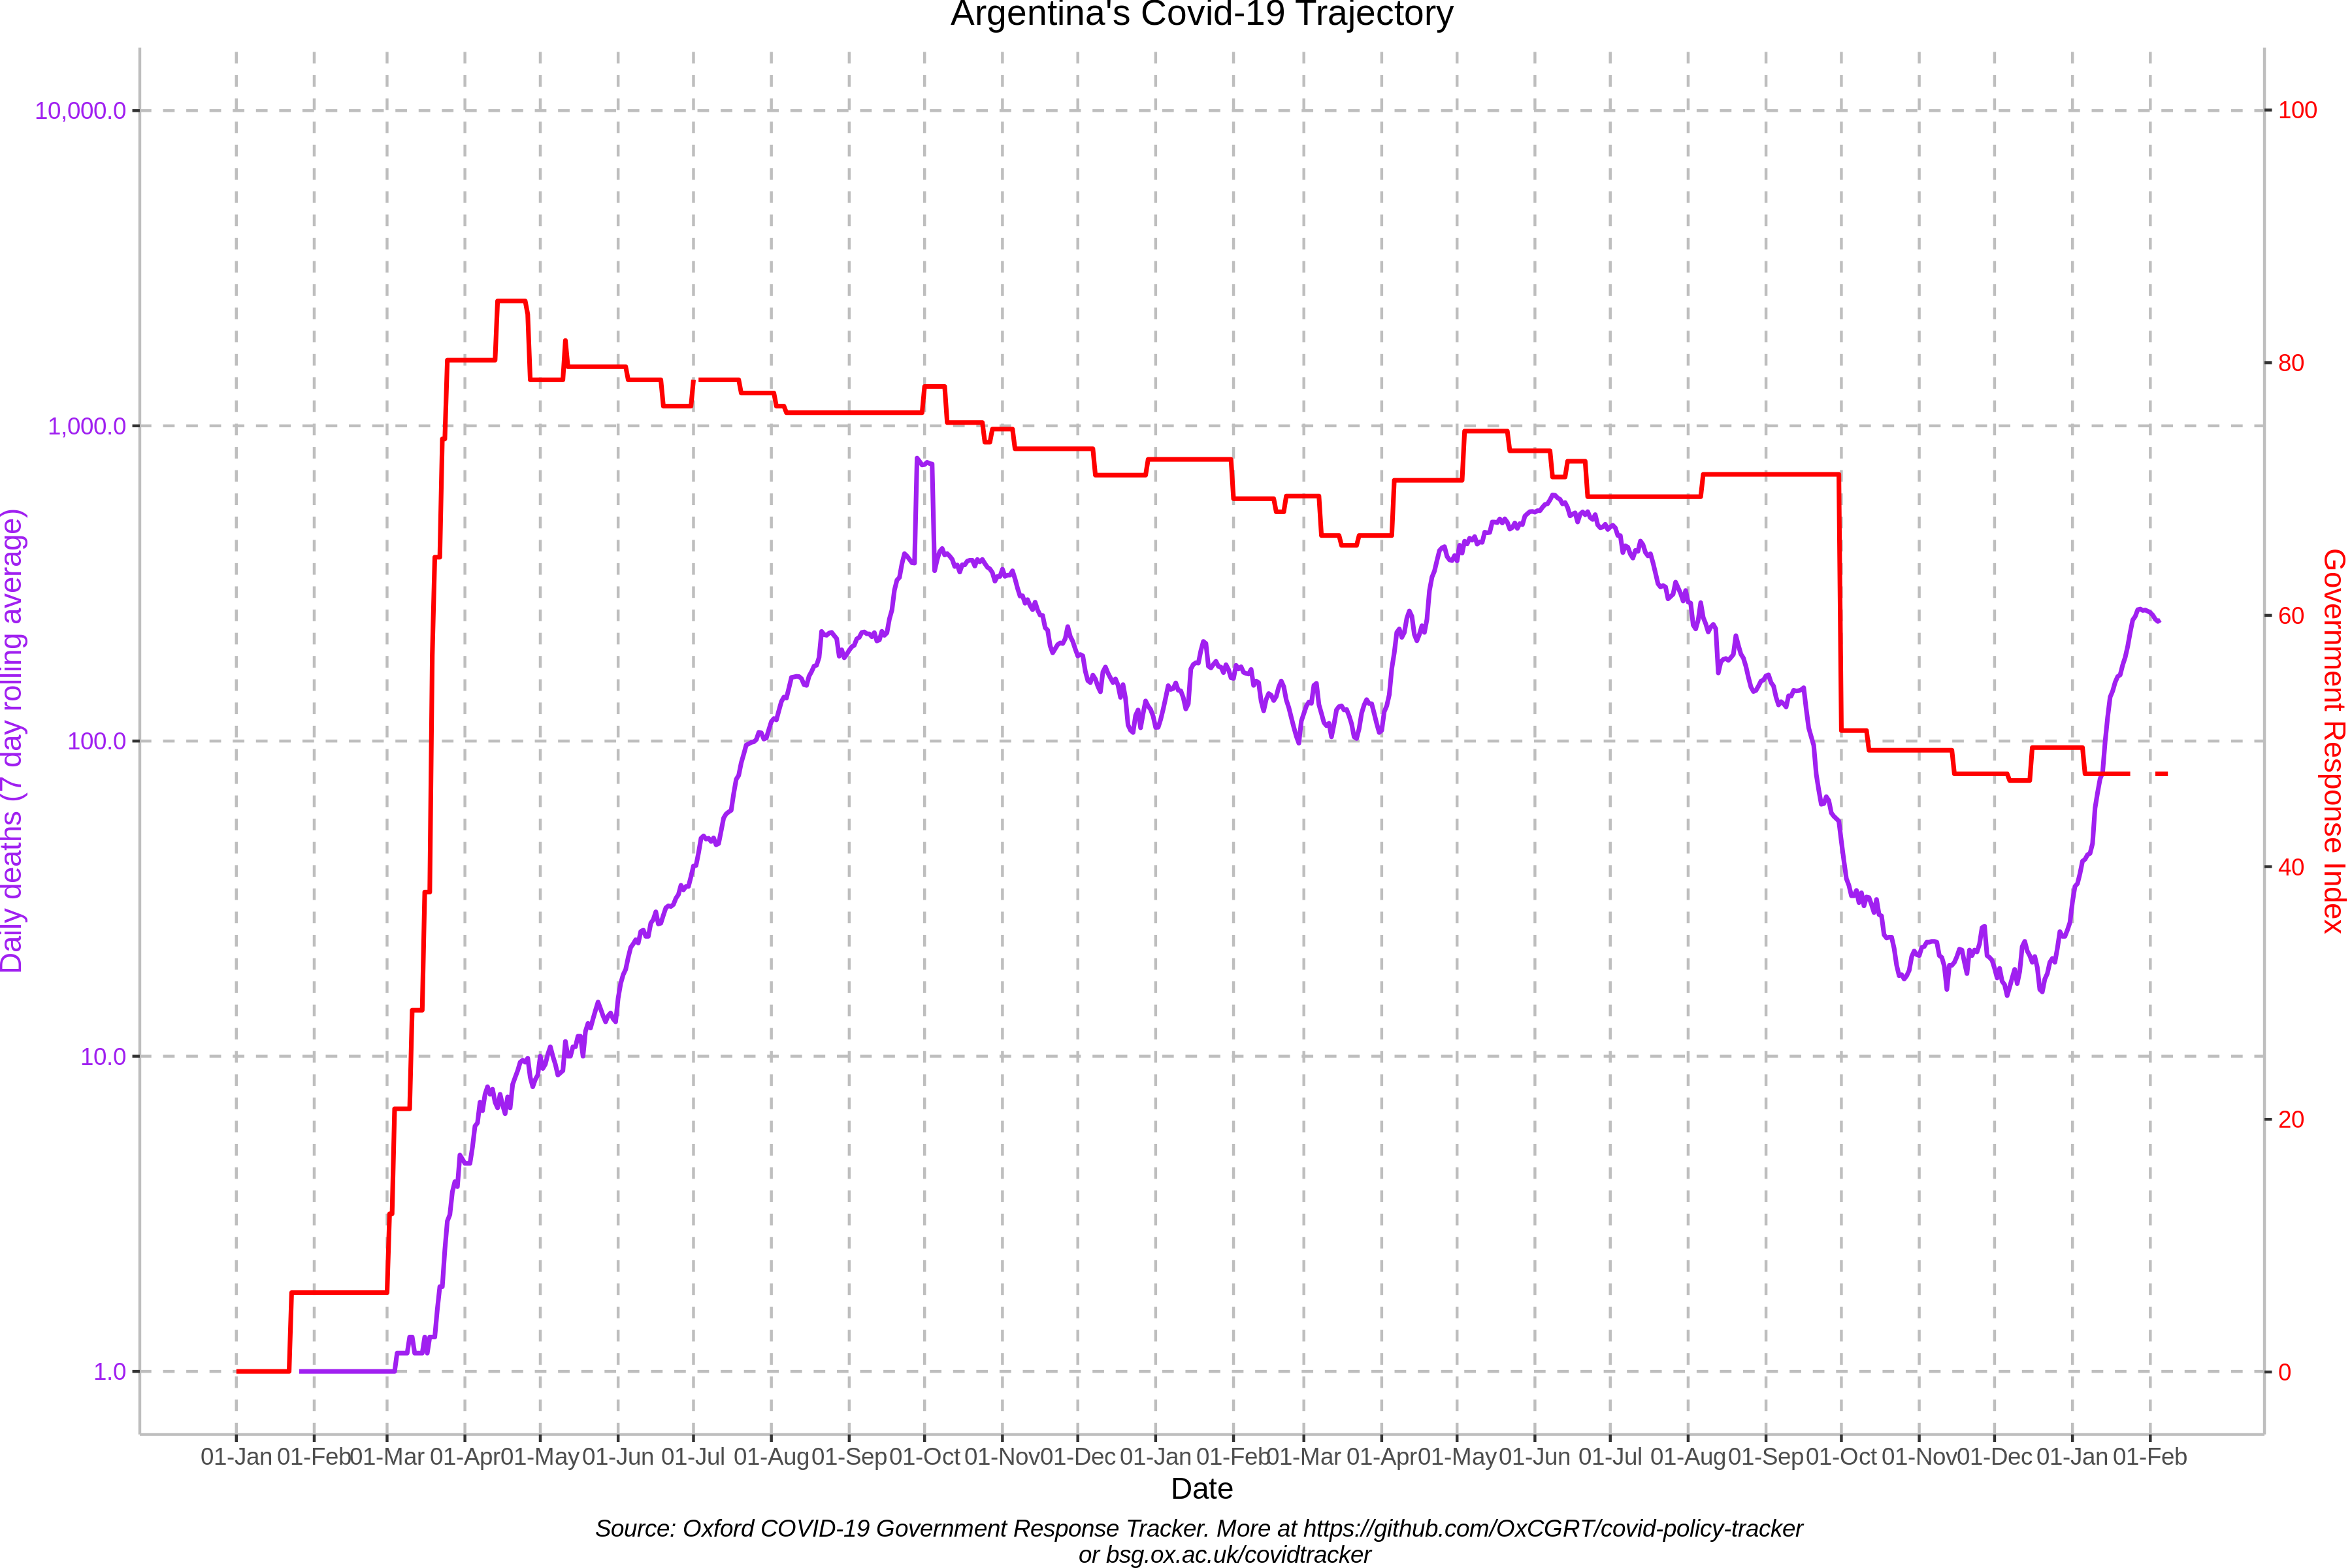 Argentina's Covid-19 Trajectory
10,000.0
1,000.0
100.0
10.0
1.0
Daily deaths (7 day rolling average)
100
80
60
40
20
0
Government Response Index
01-Jan 01-Feb 01-Mar 01-Apr 01-May 01-Jun 01-Jul 01-Aug 01-Sep 01-Oct 01-Nov 01-Dec 01-Jan 01-Feb 01-Mar 01-Apr 01-May 01-Jun 01-Jul 01-Aug 01-Sep 01-Oct 01-Nov 01-Dec 01-Jan 01-Feb
Date
Source: Oxford COVID-19 Government Response Tracker. More at https://github.com/OxCGRT/covid-policy-tracker
or bsg.ox.ac.uk/covidtracker